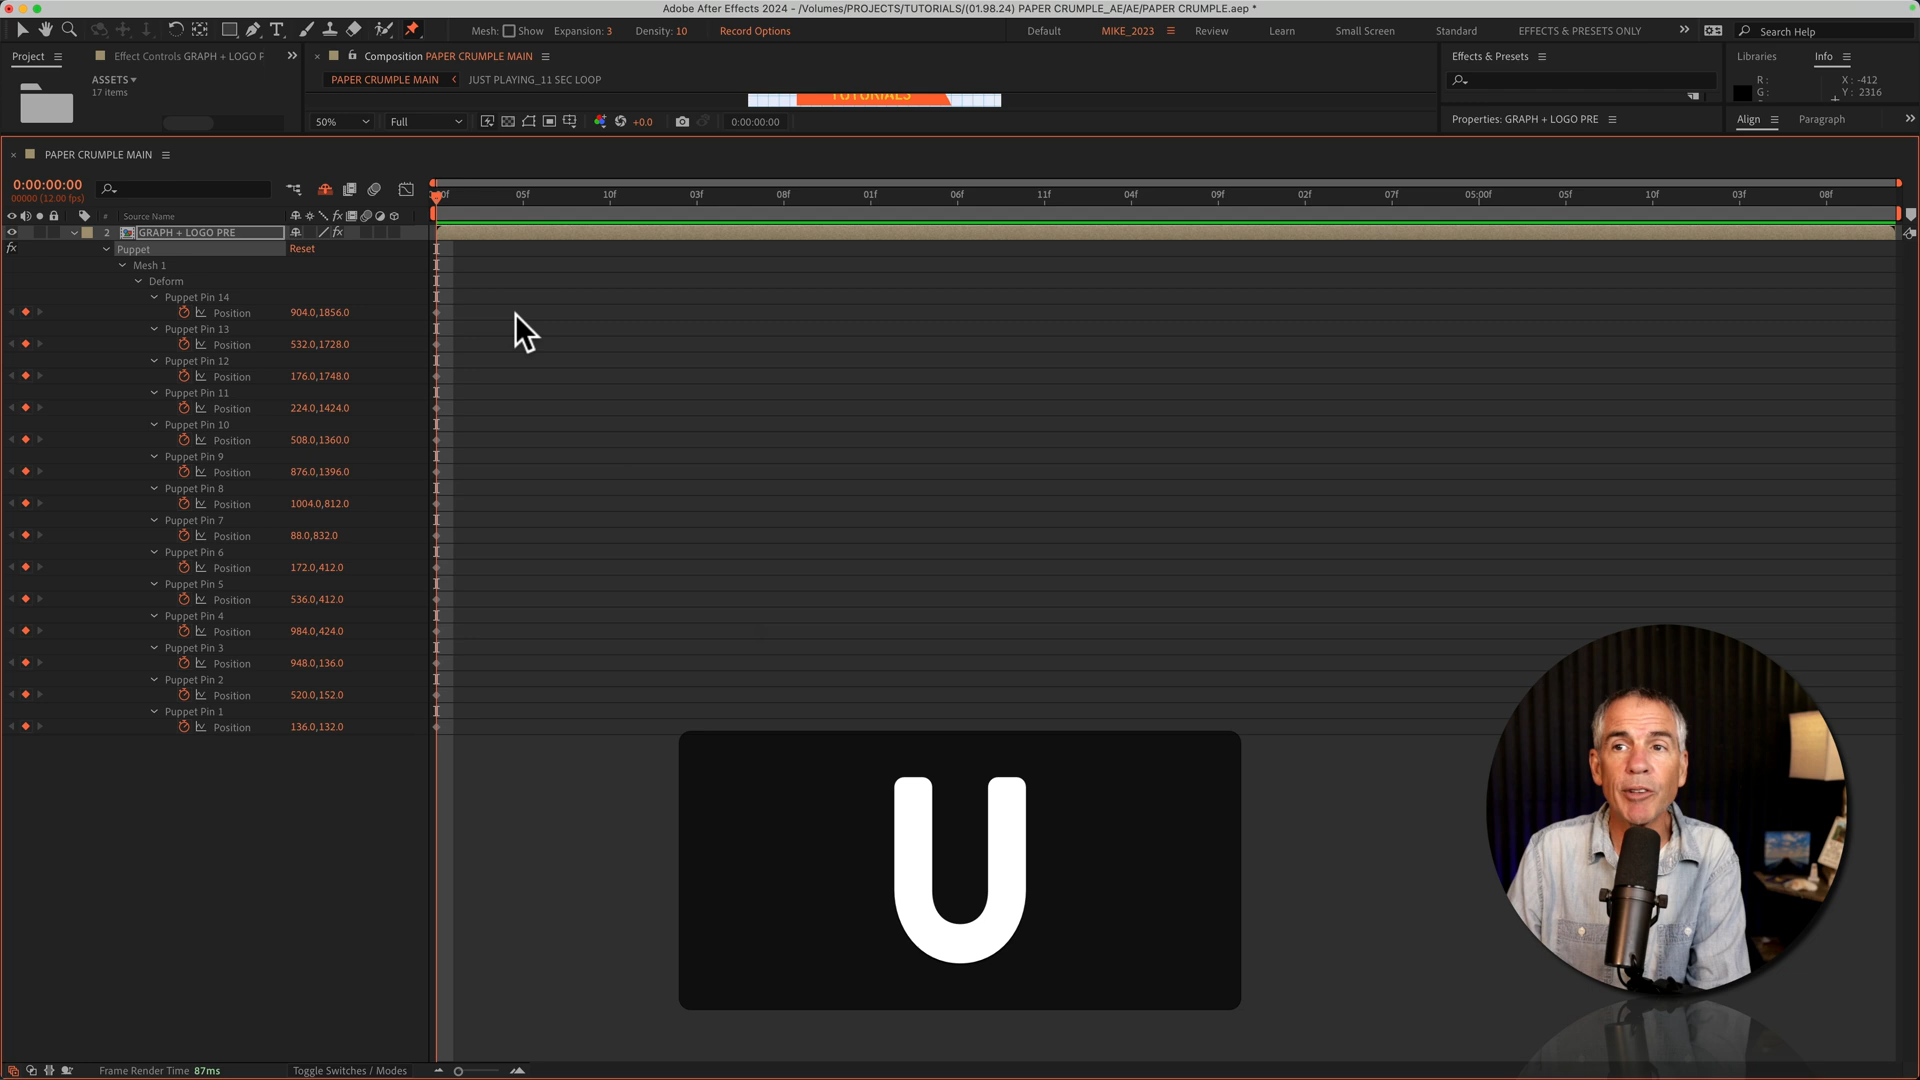 Adobe After Effects 2024 - /Volumes/PROJECTS/TUTORIALS/(01.98.24) PAPER CRUMPLE_AE/AE/PAPER CRUMPLE.aep *
Mesh: Show Expansion: 3 Density: 10 Record Options Default MIKE_2023 Review Learn Small Screen Standard EFFECTS & PRESETS ONLY Search Help
Project Effect Controls GRAPH + LOGO F Composition PAPER CRUMPLE MAIN Effects & Presets Libraries Info
ASSETS
17 items
PAPER CRUMPLE MAIN JUST PLAYING_11 SEC LOOP
TUTORIALS
R :
G :
X : -412
Y : 2316
50% Full +0.0 0:00:00:00 Properties: GRAPH + LOGO PRE Align Paragraph
PAPER CRUMPLE MAIN
0:00:00:00
00000 (12.00 fps)
:00f 05f 10f 03f 08f 01f 06f 11f 04f 09f 02f 07f 05:00f 05f 10f 03f 08f
# Source Name fx
2 GRAPH + LOGO PRE fx
fx Puppet Reset
Mesh 1
Deform
Puppet Pin 14
Position 904.0,1856.0
Puppet Pin 13
Position 532.0,1728.0
Puppet Pin 12
Position 176.0,1748.0
Puppet Pin 11
Position 224.0,1424.0
Puppet Pin 10
Position 508.0,1360.0
Puppet Pin 9
Position 876.0,1396.0
Puppet Pin 8
Position 1004.0,812.0
Puppet Pin 7
Position 88.0,832.0
Puppet Pin 6
Position 172.0,412.0
Puppet Pin 5
Position 536.0,412.0
Puppet Pin 4
Position 984.0,424.0
Puppet Pin 3
Position 948.0,136.0
Puppet Pin 2
Position 520.0,152.0
Puppet Pin 1
Position 136.0,132.0
U
Frame Render Time 87ms Toggle Switches / Modes